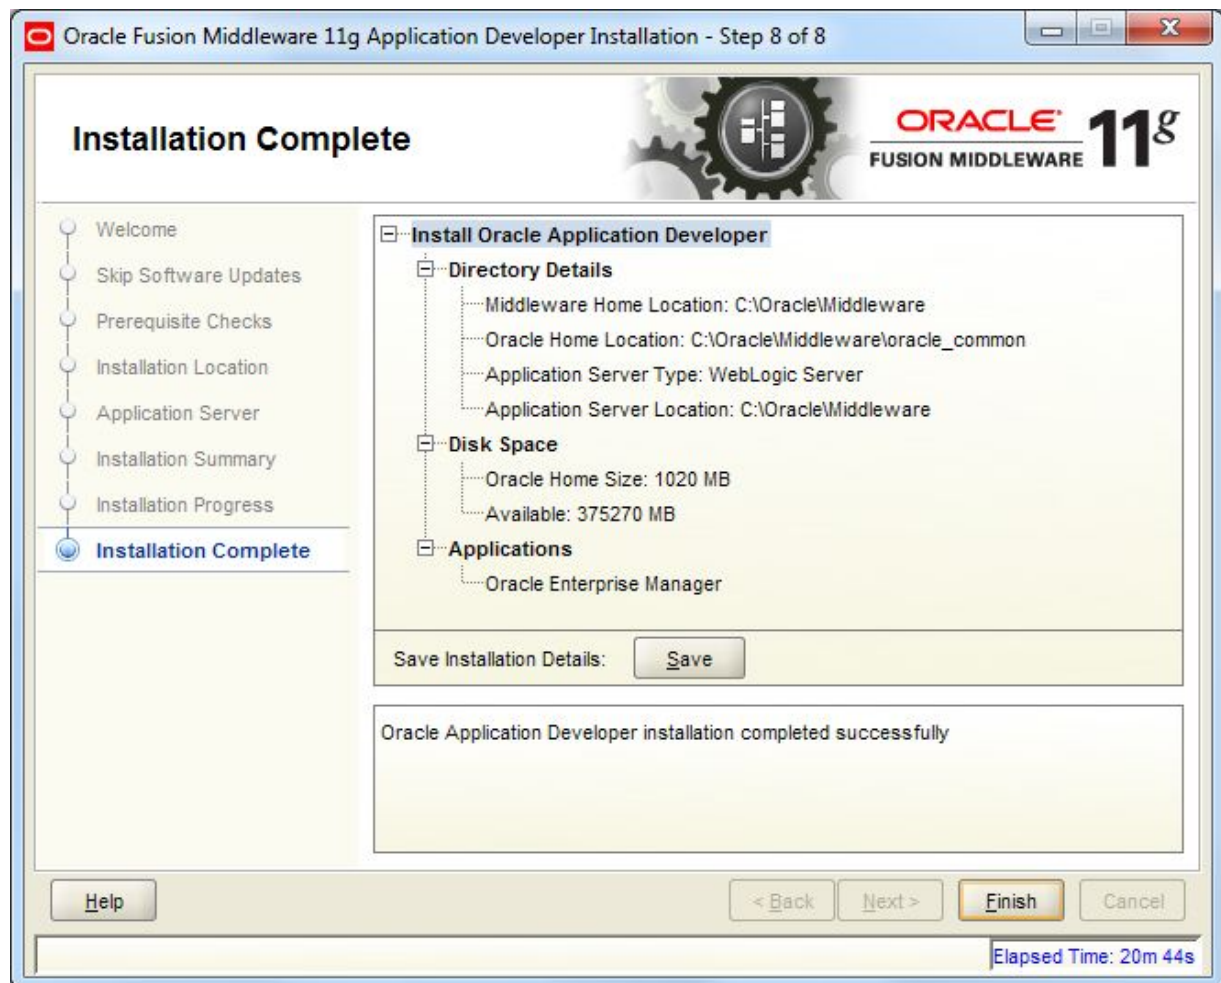 Oracle Fusion Middleware 11g Application Developer Installation - Step 8 of 8
Installation Complete
ORACLE
FUSION MIDDLEWARE 11g
Welcome
Skip Software Updates
Prerequisite Checks
Installation Location
Application Server
Installation Summary
Installation Progress
Installation Complete
Install Oracle Application Developer
Directory Details
Middleware Home Location: C:\Oracle\Middleware
Oracle Home Location: C:\Oracle\Middleware\oracle_common
Application Server Type: WebLogic Server
Application Server Location: C:\Oracle\Middleware
Disk Space
Oracle Home Size: 1020 MB
Available: 375270 MB
Applications
Oracle Enterprise Manager
Save Installation Details: Save
Oracle Application Developer installation completed successfully
Help < Back Next > Finish Cancel
Elapsed Time: 20m 44s